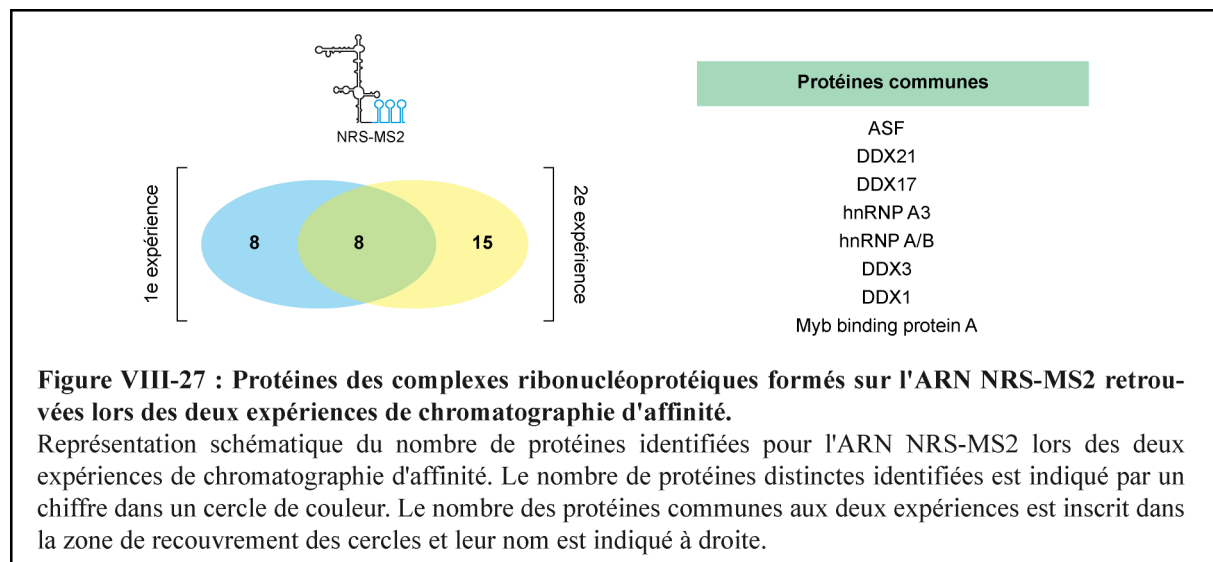 NRS-MS2
1e expérience
8
8
15
2e expérience
Protéines communes
ASF
DDX21
DDX17
hnRNP A3
hnRNP A/B
DDX3
DDX1
Myb binding protein A
Figure VIII-27 : Protéines des complexes ribonucléoprotéiques formés sur l'ARN NRS-MS2 retrou-
vées lors des deux expériences de chromatographie d'affinité.
Représentation schématique du nombre de protéines identifiées pour l'ARN NRS-MS2 lors des deux
expériences de chromatographie d'affinité. Le nombre de protéines distinctes identifiées est indiqué par un
chiffre dans un cercle de couleur. Le nombre des protéines communes aux deux expériences est inscrit dans
la zone de recouvrement des cercles et leur nom est indiqué à droite.